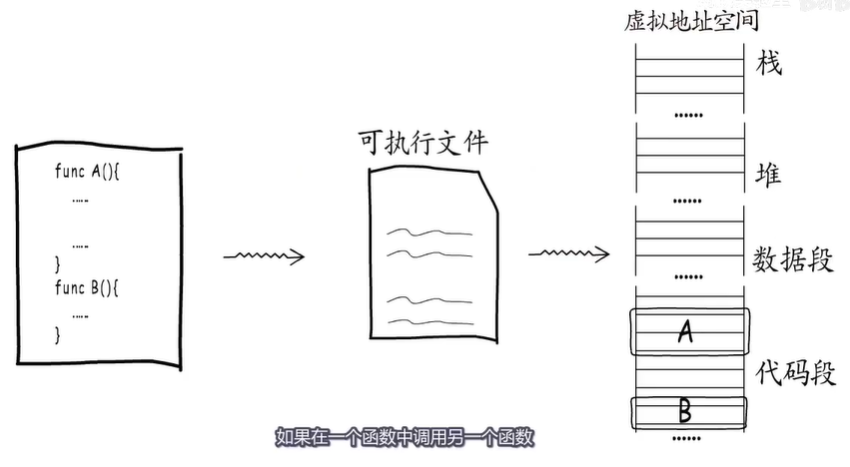 虚拟地址空间
栈
......
可执行文件
func A(){
.....
.....
}
func B(){
.....
}
堆
......
数据段
......
A
代码段
B
......
如果在一个函数中调用另一个函数